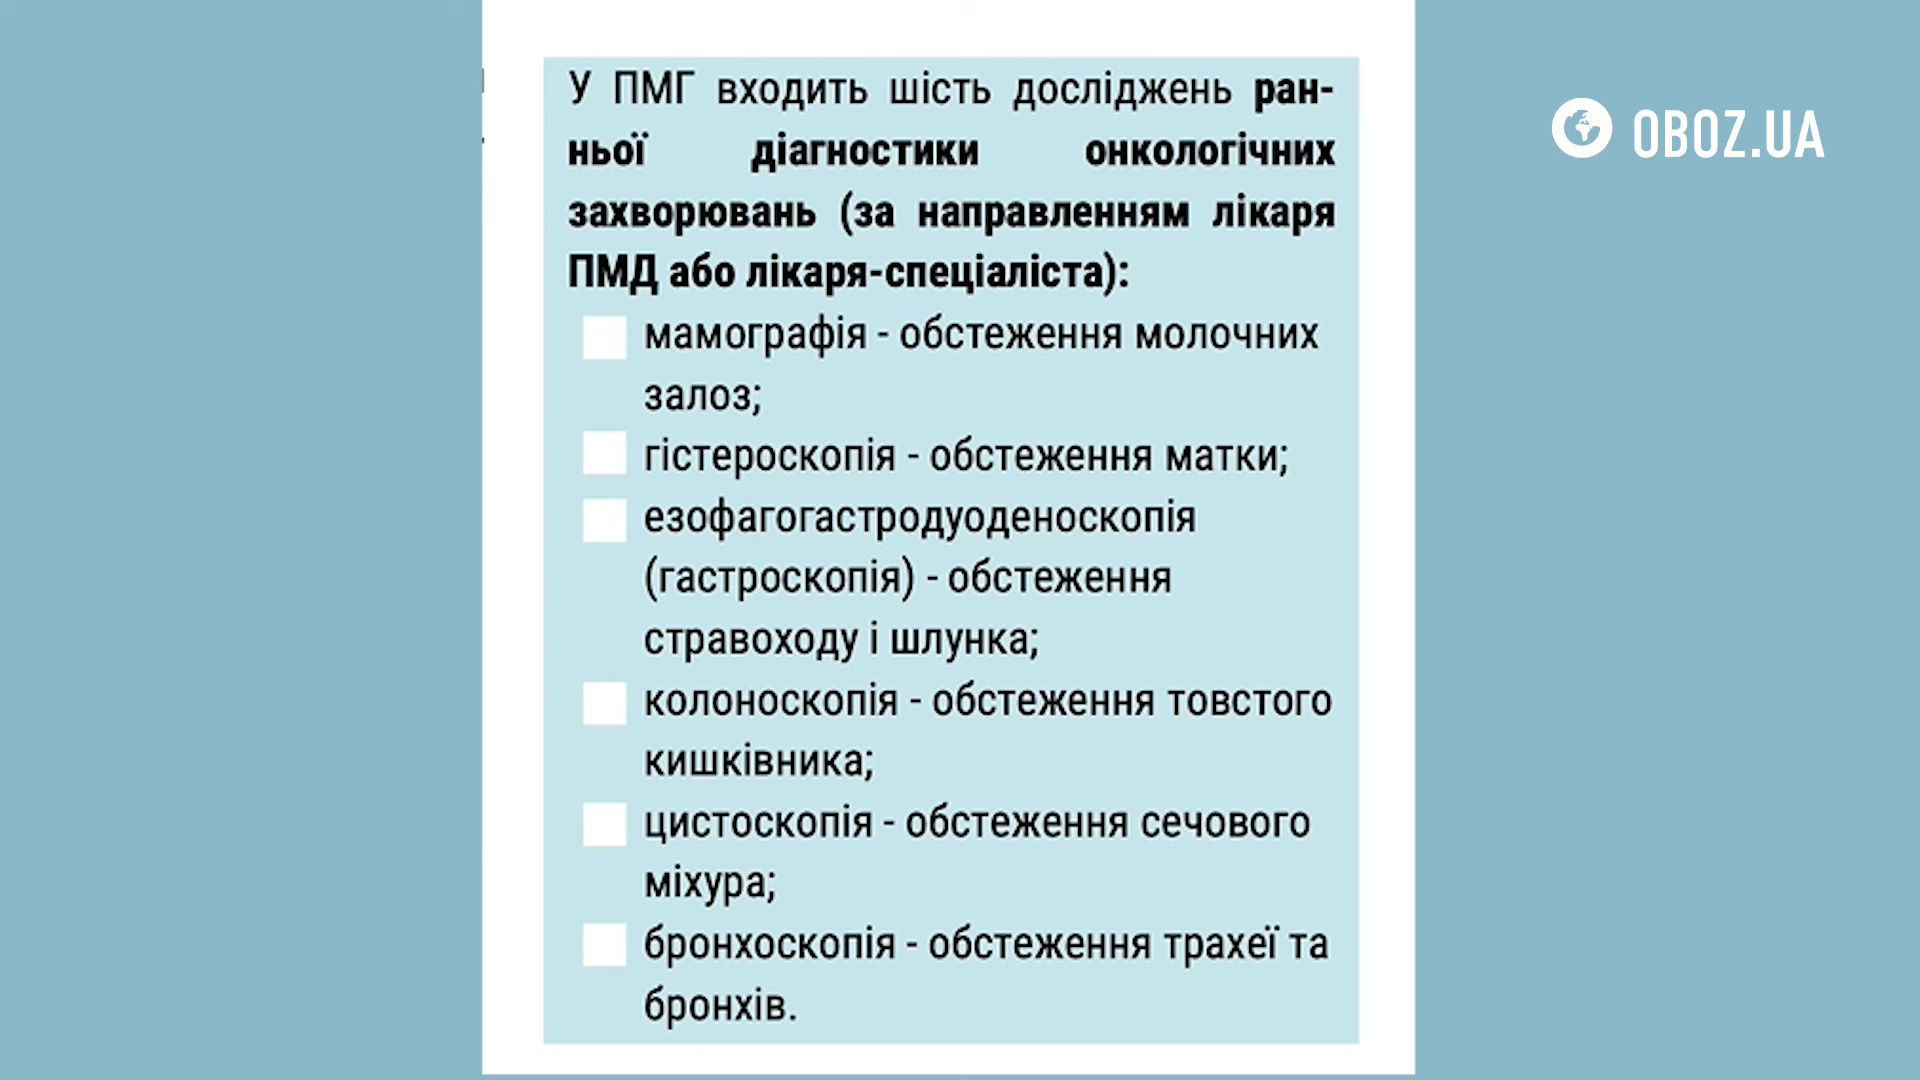 У ПМГ входить шість досліджень ран-
ньої діагностики онкологічних
захворювань (за направленням лікаря
ПМД або лікаря-спеціаліста):
мамографія - обстеження молочних
залоз;
гістероскопія - обстеження матки;
езофагогастродуоденоскопія
(гастроскопія) - обстеження
стравоходу і шлунка;
колоноскопія - обстеження товстого
кишківника;
цистоскопія - обстеження сечового
міхура;
бронхоскопія - обстеження трахеї та
бронхів.
OBOZ.UA